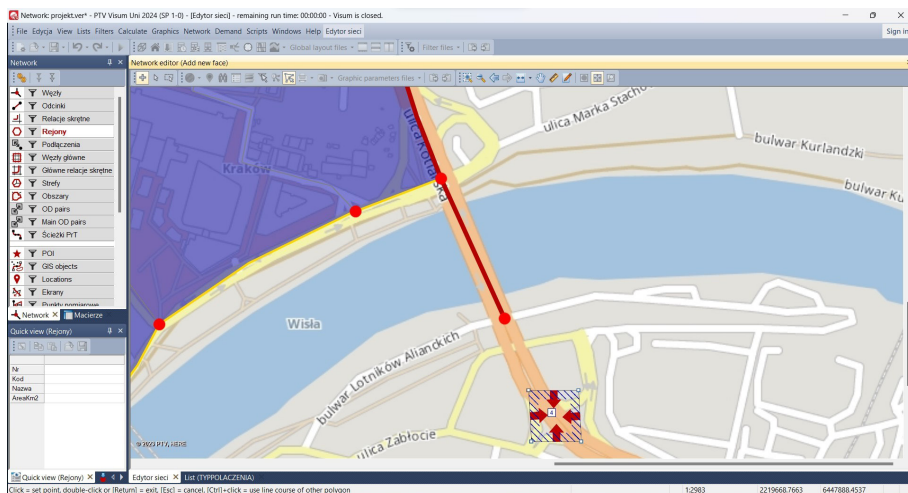 Network: projekt.ver* - PTV Visum Uni 2024 (SP 1-0) - [Edytor sieci] - remaining run time: 00:00:00 - Visum is closed.
File Edycja View Lists Filters Calculate Graphics Network Demand Scripts Windows Help Edytor sieci
Sign in
Global layout files
Filter files
Network
Network editor (Add new face)
Graphic parameters files
Węzły
Odcinki
Relacje skrętne
Rejony
Podłączenia
Węzły główne
Główne relacje skrętne
Strefy
Obszary
OD pairs
Main OD pairs
Ścieżki PrT
POI
GIS objects
Locations
Ekrany
Punkty pomiarowe
Network
Macierze
Quick view (Rejony)
Nr
Kod
Nazwa
AreaKm2
ulica Marka Stacho
bulwar Kurlandzki
bulwar Ku
Kraków
Wisła
bulwar Lotników Alianckich
ulica Zabłocie
4
© 2023 PTV, HERE
Quick view (Rejony)
Edytor sieci
List (TYPPOLACZENIA)
Click = set point, double-click or [Return] = exit, [Esc] = cancel, [Ctrl]+click = use line course of other polygon
1:2983
2219668.7663
6447888.4537